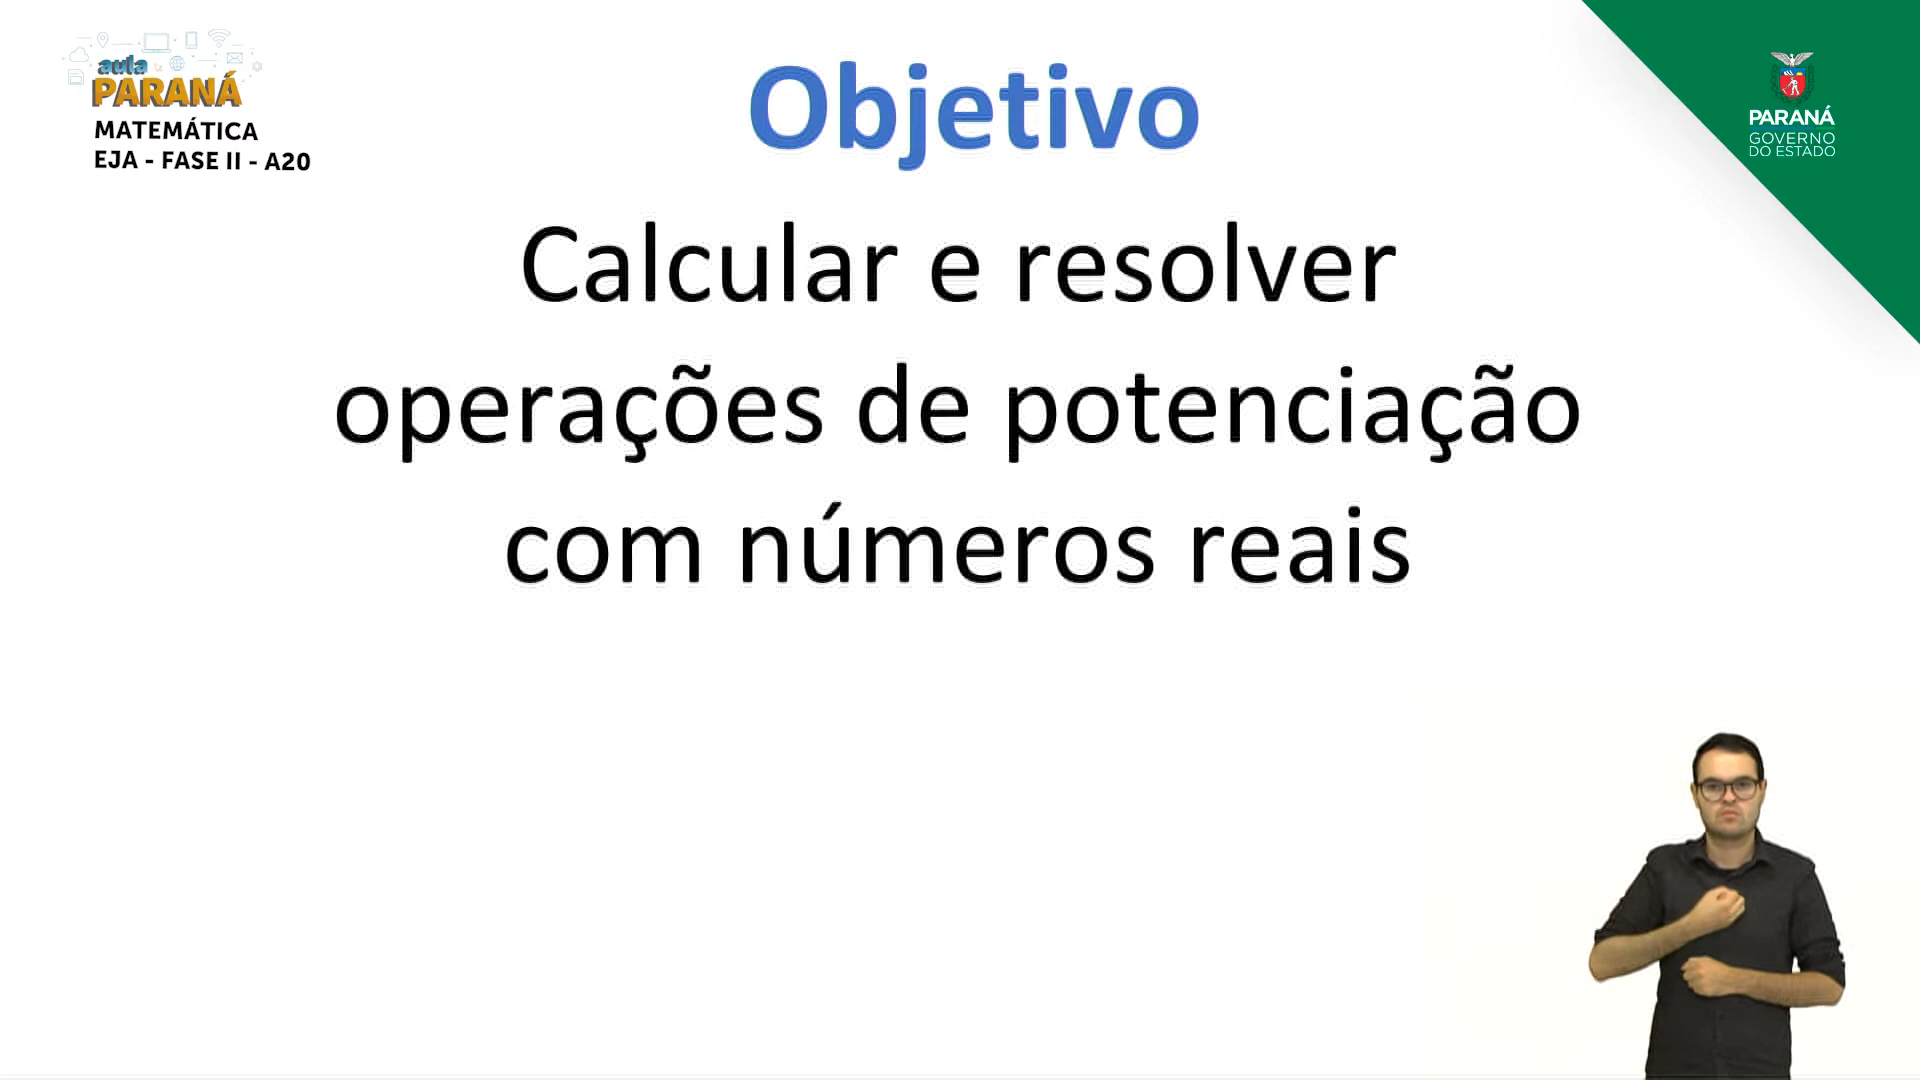 aula
PARANÁ
MATEMÁTICA
EJA - FASE II - A20
Objetivo
PARANÁ
GOVERNO
DO ESTADO
Calcular e resolver
operações de potenciação
com números reais